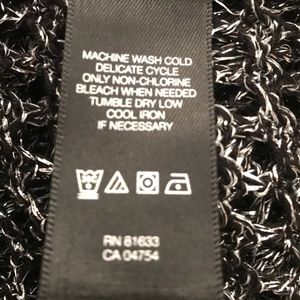 MACHINE WASH COLD
DELICATE CYCLE
ONLY NON-CHLORINE
BLEACH WHEN NEEDED
TUMBLE DRY LOW
COOL IRON
IF NECESSARY
RN 81633
CA 04754